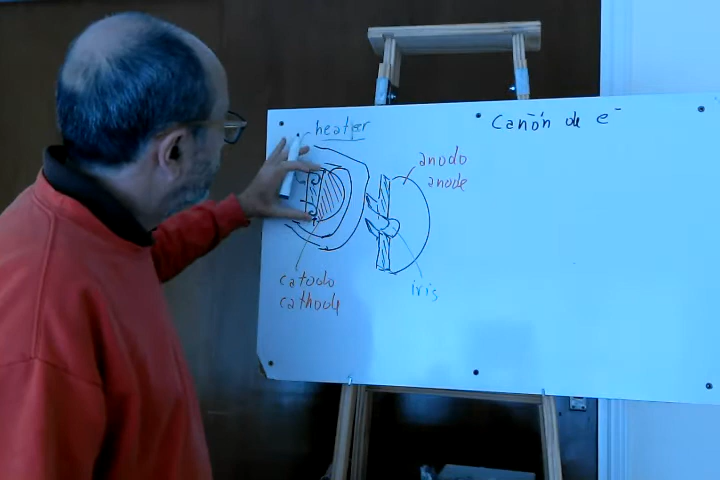 heater
Cañón de e⁻
anodo
anode
catodo
cathode
iris